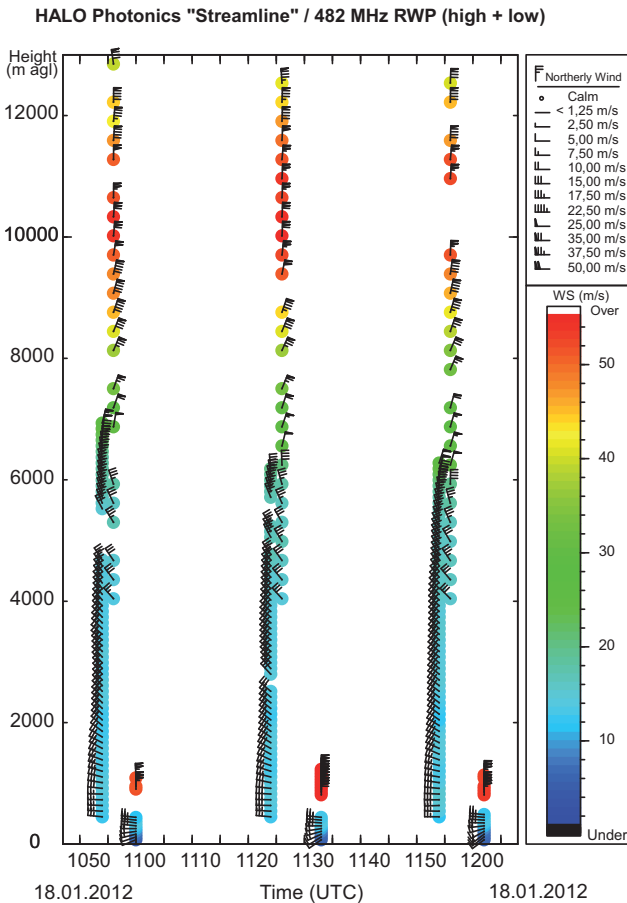 HALO Photonics "Streamline" / 482 MHz RWP (high + low)
Height
(m agl)
12000
10000
8000
6000
4000
2000
0
1050
1100
1110
1120
1130
1140
1150
1200
18.01.2012
Time (UTC)
18.01.2012
Northerly Wind
Calm
< 1,25 m/s
2,50 m/s
5,00 m/s
7,50 m/s
10,00 m/s
15,00 m/s
17,50 m/s
22,50 m/s
25,00 m/s
35,00 m/s
37,50 m/s
50,00 m/s
WS (m/s)
Over
50
40
30
20
10
Under